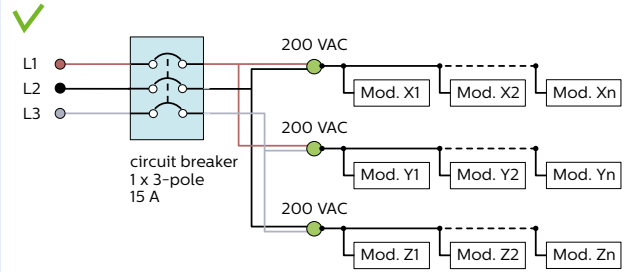 200 VAC
L1
L2
L3
Mod. X1
Mod. X2
Mod. Xn
200 VAC
circuit breaker
1 x 3-pole
15 A
Mod. Y1
Mod. Y2
Mod. Yn
200 VAC
Mod. Z1
Mod. Z2
Mod. Zn